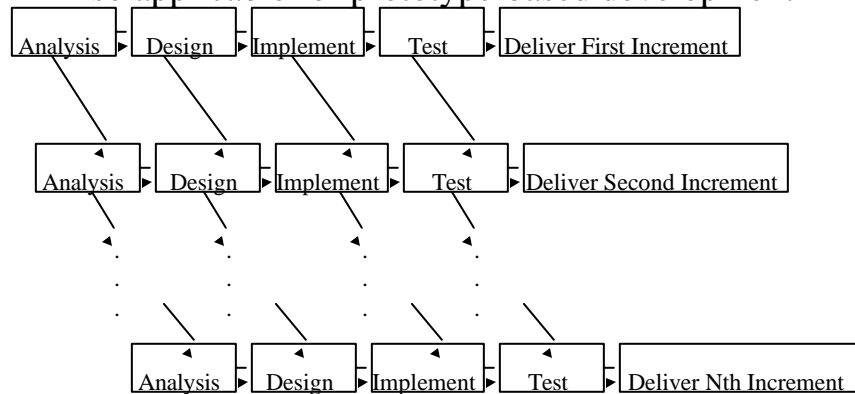 Analysis Design Implement Test Deliver First Increment
Analysis Design Implement Test Deliver Second Increment
Analysis Design Implement Test Deliver Nth Increment